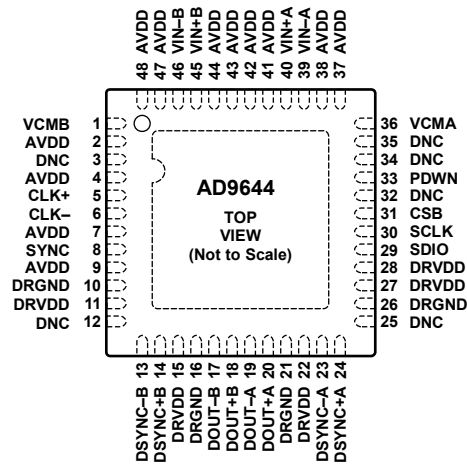 48 AVDD
47 AVDD
46 VIN–B
45 VIN+B
44 AVDD
43 AVDD
42 AVDD
41 AVDD
40 VIN+A
39 VIN–A
38 AVDD
37 AVDD
VCMB 1
AVDD 2
DNC 3
AVDD 4
CLK+ 5
CLK– 6
AVDD 7
SYNC 8
AVDD 9
DRGND 10
DRVDD 11
DNC 12
AD9644
TOP
VIEW
(Not to Scale)
36 VCMA
35 DNC
34 DNC
33 PDWN
32 DNC
31 CSB
30 SCLK
29 SDIO
28 DRVDD
27 DRVDD
26 DRGND
25 DNC
DSYNC–B 13
DSYNC+B 14
DRVDD 15
DRGND 16
DOUT–B 17
DOUT+B 18
DOUT–A 19
DOUT+A 20
DRGND 21
DRVDD 22
DSYNC–A 23
DSYNC+A 24